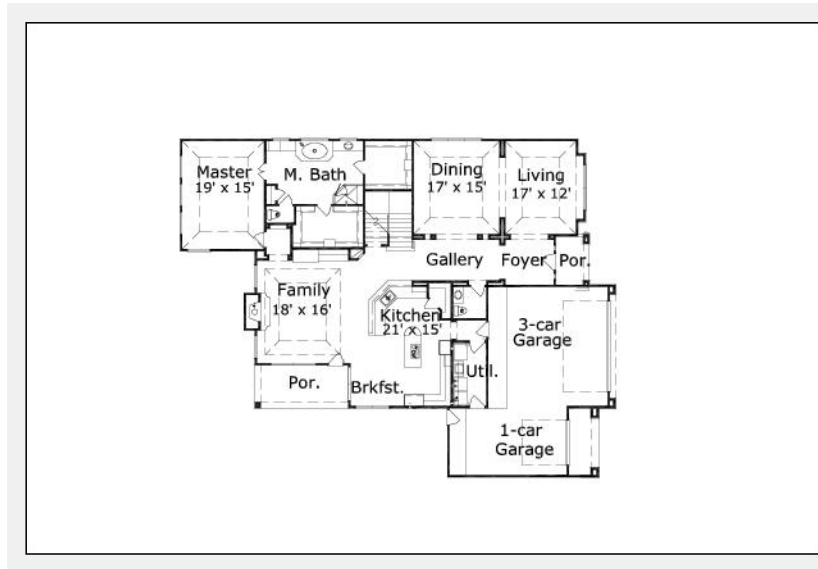 Master
19' x 15'
M. Bath
Dining
17' x 15'
Living
17' x 12'
Gallery
Foyer
Por.
Family
18' x 16'
Kitchen
21' x 15'
3-car
Garage
Util.
Por.
Brkfst.
1-car
Garage